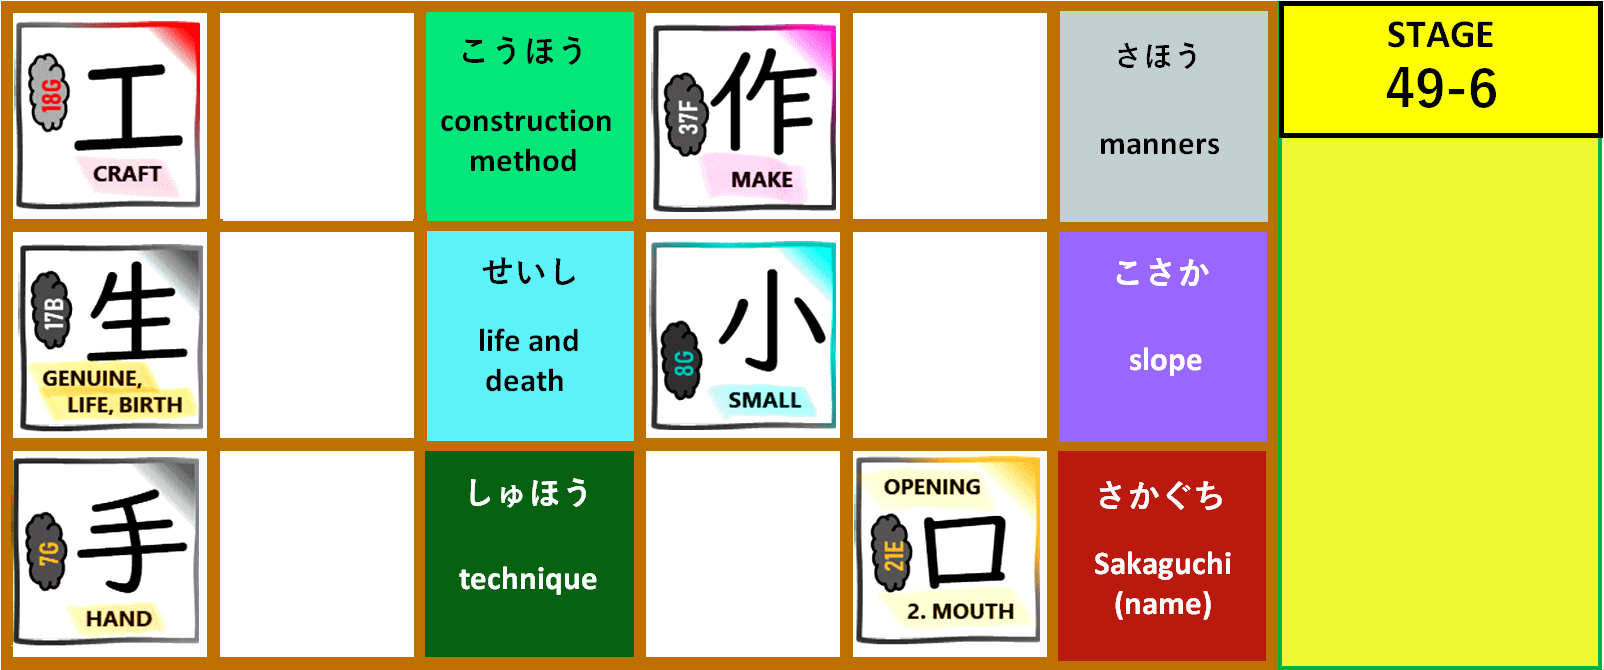 18G
工
CRAFT
こうほう
construction
method
37F
作
MAKE
さほう
manners
STAGE
49-6
17B
生
GENUINE,
LIFE, BIRTH
せいし
life and
death
8G
小
SMALL
こさか
slope
7G
手
HAND
しゅほう
technique
OPENING
21E
口
2. MOUTH
さかぐち
Sakaguchi
(name)